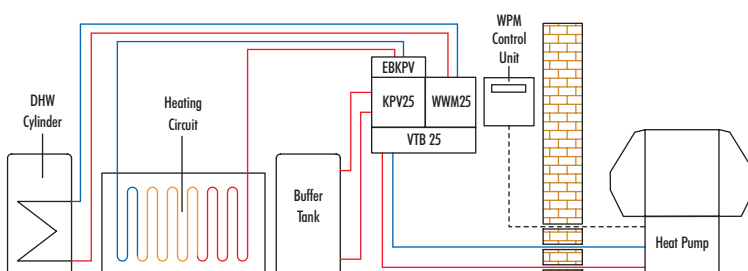 WPM
Control
Unit
EBKPV
DHW
Cylinder
Heating
Circuit
KPV25
WWM25
VTB 25
Buffer
Tank
Heat Pump